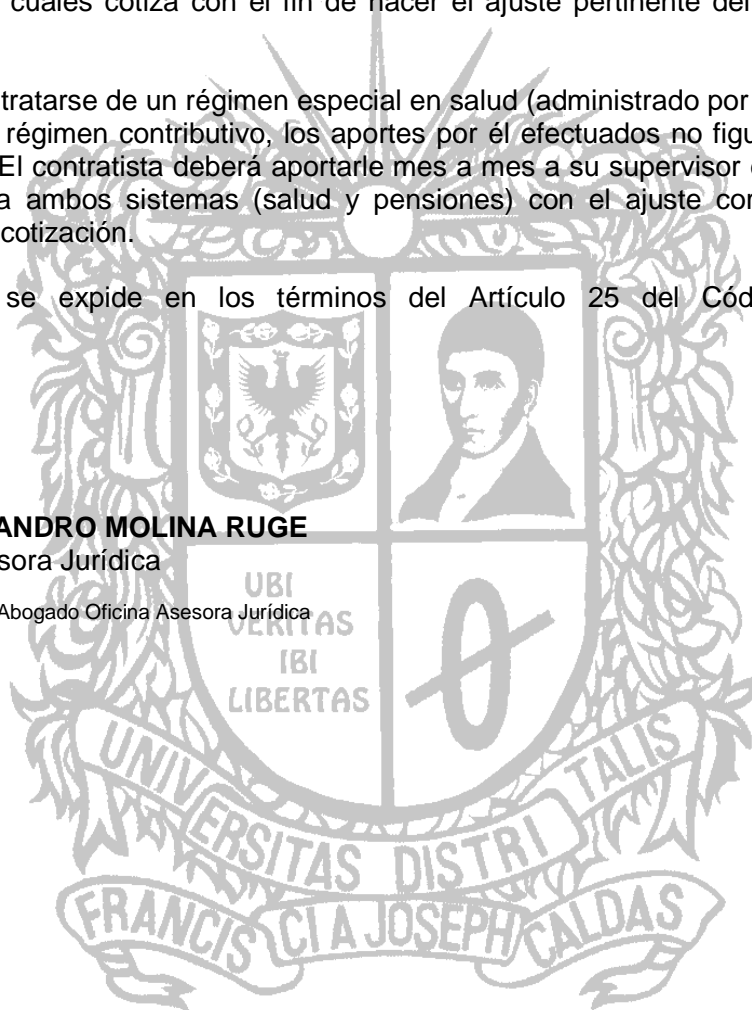 cuales cotiza con el fin de hacer el ajuste pertinente del
tratarse de un régimen especial en salud (administrado por
régimen contributivo, los aportes por él efectuados no figu
El contratista deberá aportarle mes a mes a su supervisor
a ambos sistemas (salud y pensiones) con el ajuste cor
cotización.
se expide en los términos del Artículo 25 del Cód
ANDRO MOLINA RUGE
sora Jurídica
Abogado Oficina Asesora Jurídica
UBI
VERITAS
IBI
LIBERTAS
UNIVERSITAS DISTRITALIS
FRANCISCI A JOSEPH CALDAS